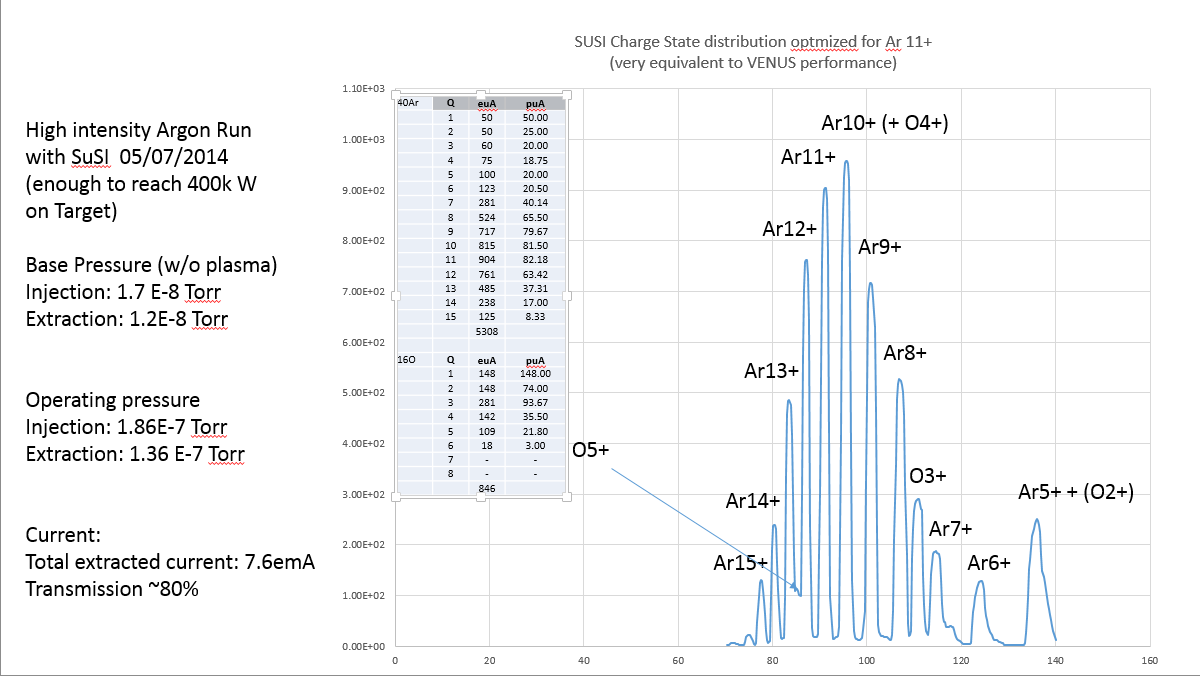 SUSI Charge State distribution optmized for Ar 11+
(very equivalent to VENUS performance)
High intensity Argon Run
with SuSI 05/07/2014
(enough to reach 400k W
on Target)
Base Pressure (w/o plasma)
Injection: 1.7 E-8 Torr
Extraction: 1.2E-8 Torr
Operating pressure
Injection: 1.86E-7 Torr
Extraction: 1.36 E-7 Torr
Current:
Total extracted current: 7.6emA
Transmission ~80%
1.10E+03
1.00E+03
9.00E+02
8.00E+02
7.00E+02
6.00E+02
5.00E+02
4.00E+02
3.00E+02
2.00E+02
1.00E+02
0.00E+00
40Ar Q euA puA
1 50 50.00
2 50 25.00
3 60 20.00
4 75 18.75
5 100 20.00
6 123 20.50
7 281 40.14
8 524 65.50
9 717 79.67
10 815 81.50
11 904 82.18
12 761 63.42
13 485 37.31
14 238 17.00
15 125 8.33
5308
16O Q euA puA
1 148 148.00
2 148 74.00
3 281 93.67
4 142 35.50
5 109 21.80
6 18 3.00
7 - -
8 - -
846
Ar10+ (+ O4+)
Ar11+
Ar12+
Ar9+
Ar8+
Ar13+
O5+
O3+
Ar14+
Ar5+ + (O2+)
Ar7+
Ar15+
Ar6+
0 20 40 60 80 100 120 140 160